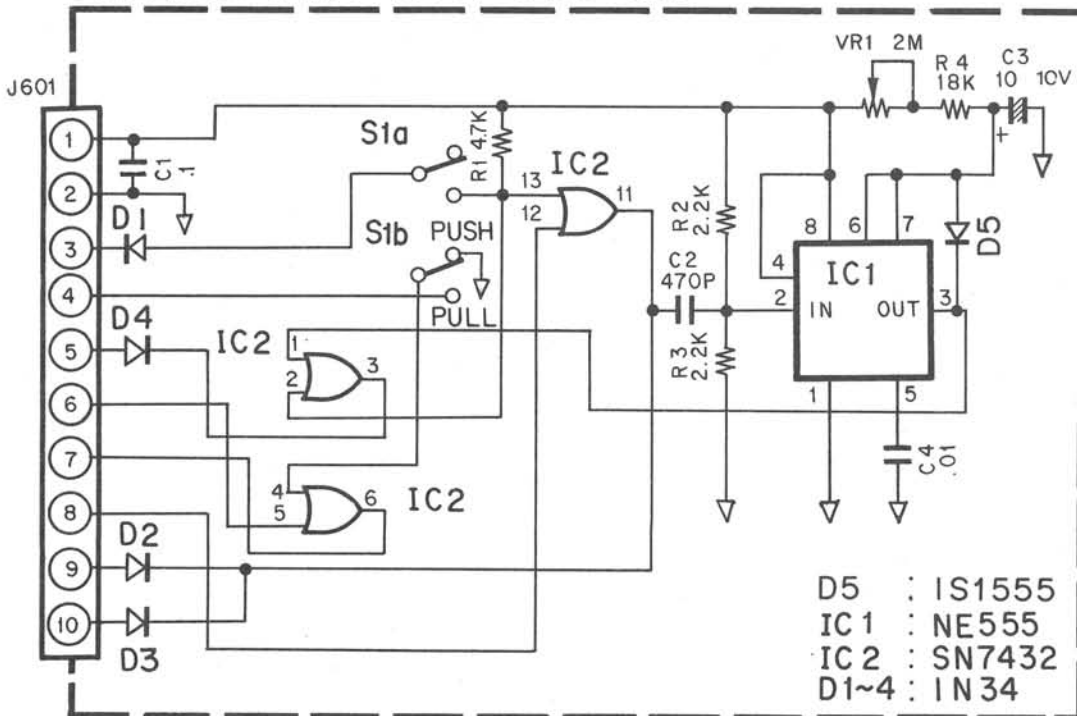 J601
1
2
3
4
5
6
7
8
9
10
C1
.1
D1
D4
D2
D3
S1a
S1b
PUSH
PULL
R1 4.7K
IC2
13
12
11
IC2
1
2
3
IC2
4
5
6
C2
470P
R2
2.2K
R3
2.2K
VR1 2M
R4
18K
C3
10 10V
+
8
6
7
4
IC1
2
IN
OUT
3
1
5
D5
C4
.01
D5 : IS1555
IC1 : NE555
IC2 : SN7432
D1~4 : IN34